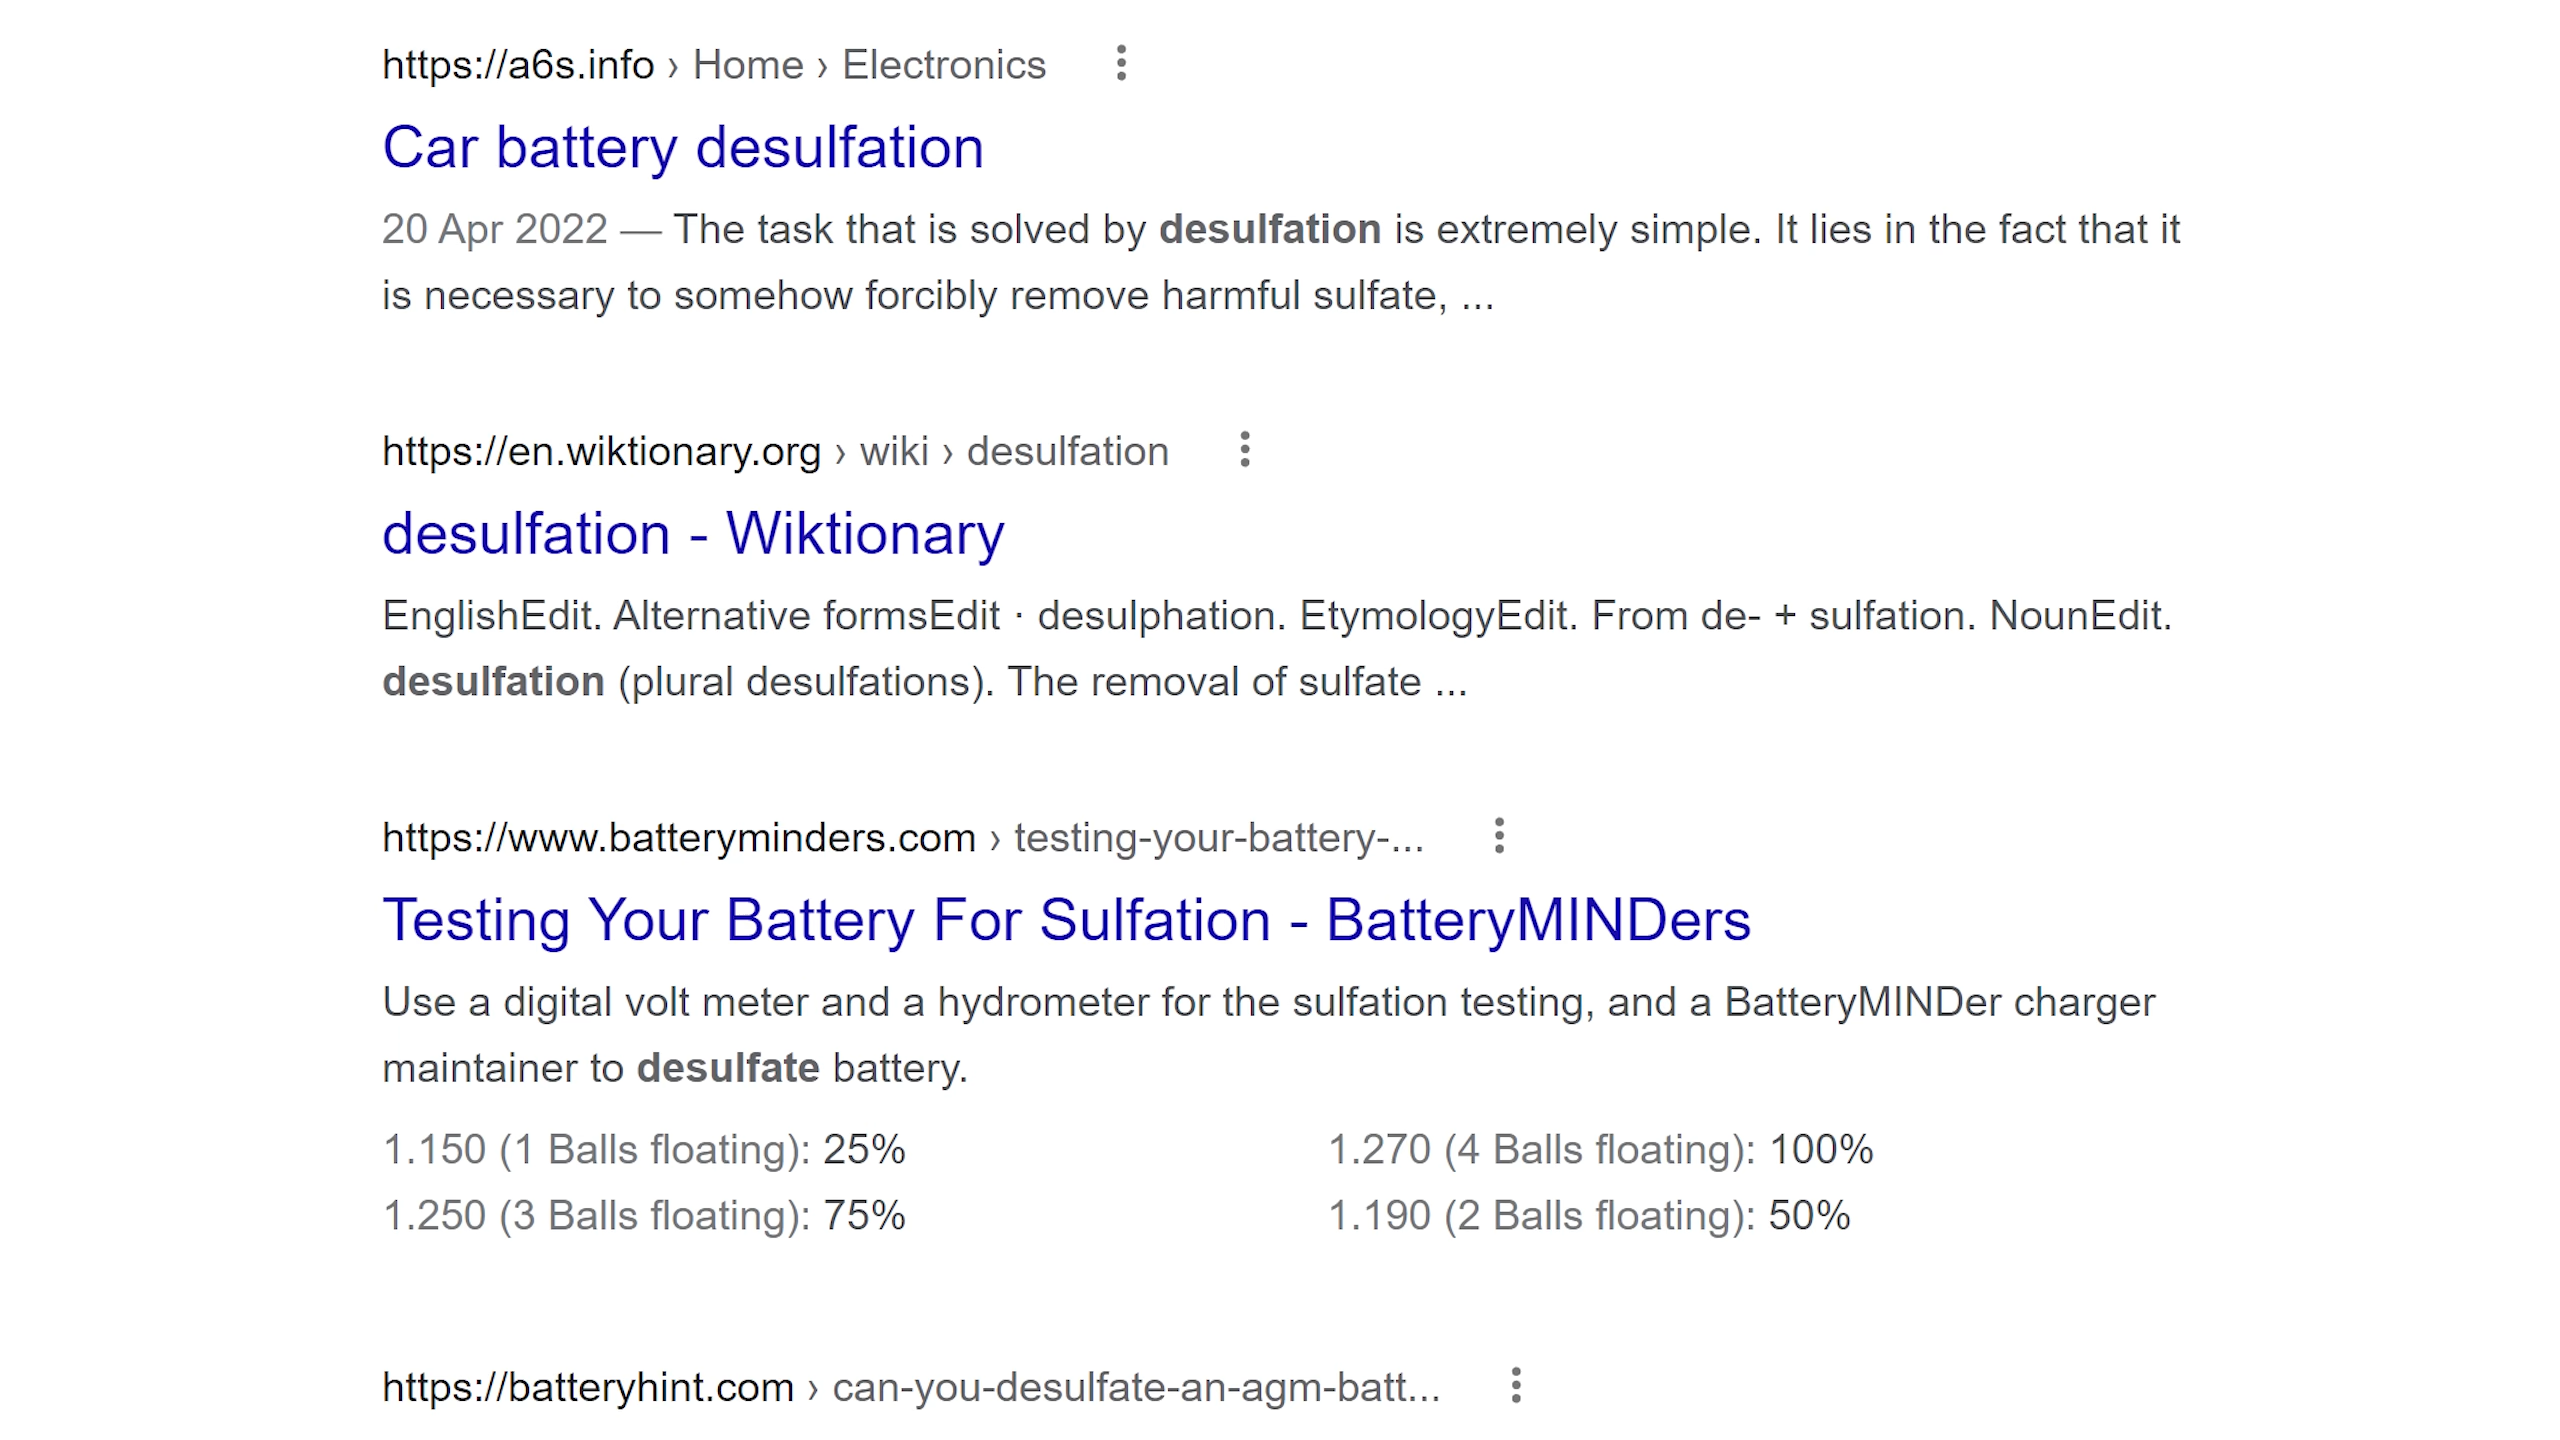 https://a6s.info › Home › Electronics
Car battery desulfation
20 Apr 2022 — The task that is solved by desulfation is extremely simple. It lies in the fact that it
is necessary to somehow forcibly remove harmful sulfate, ...
https://en.wiktionary.org › wiki › desulfation
desulfation - Wiktionary
EnglishEdit. Alternative formsEdit · desulphation. EtymologyEdit. From de- + sulfation. NounEdit.
desulfation (plural desulfations). The removal of sulfate ...
https://www.batteryminders.com › testing-your-battery-...
Testing Your Battery For Sulfation - BatteryMINDers
Use a digital volt meter and a hydrometer for the sulfation testing, and a BatteryMINDer charger
maintainer to desulfate battery.
1.150 (1 Balls floating): 25% 1.270 (4 Balls floating): 100%
1.250 (3 Balls floating): 75% 1.190 (2 Balls floating): 50%
https://batteryhint.com › can-you-desulfate-an-agm-batt...